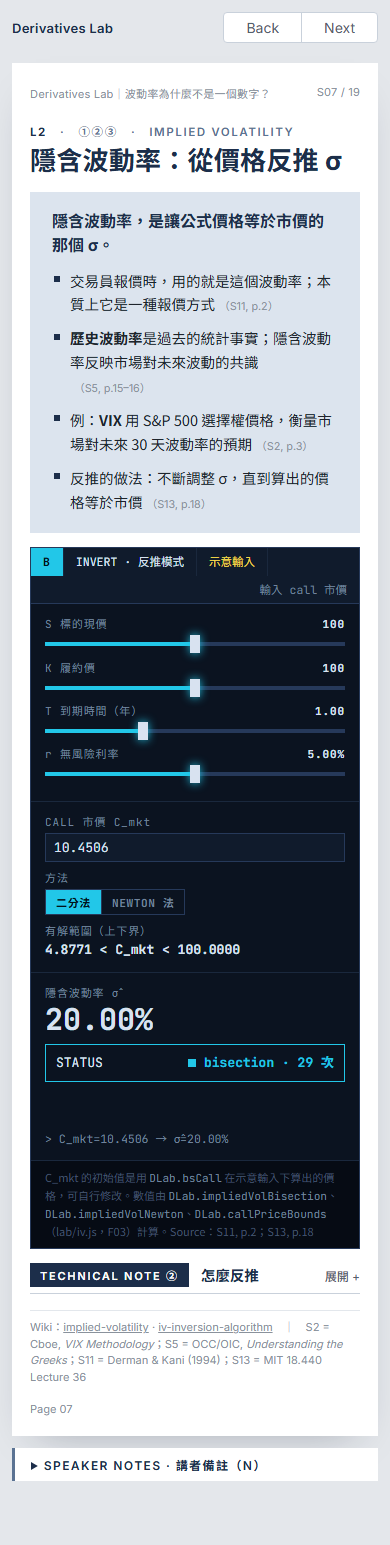 Derivatives Lab
Back
Next
Derivatives Lab｜波動率為什麼不是一個數字？
S07 / 19
L2 · ①②③ · IMPLIED VOLATILITY
隱含波動率：從價格反推 σ
隱含波動率，是讓公式價格等於市價的
那個 σ。
交易員報價時，用的就是這個波動率；本
質上它是一種報價方式（S11, p.2）
歷史波動率是過去的統計事實；隱含波動
率反映市場對未來波動的共識
（S5, p.15–16）
例：VIX 用 S&P 500 選擇權價格，衡量市
場對未來 30 天波動率的預期（S2, p.3）
反推的做法：不斷調整 σ，直到算出的價
格等於市價（S13, p.18）
B
INVERT · 反推模式
示意輸入
輸入 call 市價
S 標的現價
100
K 履約價
100
T 到期時間（年）
1.00
r 無風險利率
5.00%
CALL 市價 C_mkt
10.4506
方法
二分法
NEWTON 法
有解範圍（上下界）
4.8771 < C_mkt < 100.0000
隱含波動率 σ̂
20.00%
STATUS
■ bisection · 29 次
> C_mkt=10.4506 → σ̂=20.00%
C_mkt 的初始值是用 DLab.bsCall 在示意輸入下算出的價
格，可自行修改。數值由 DLab.impliedVolBisection、
DLab.impliedVolNewton、DLab.callPriceBounds
（lab/iv.js，F03）計算。Source：S11, p.2；S13, p.18
TECHNICAL NOTE ②
怎麼反推
展開 +
Wiki：implied-volatility · iv-inversion-algorithm ｜ S2 =
Cboe, VIX Methodology；S5 = OCC/OIC, Understanding the
Greeks；S11 = Derman & Kani (1994)；S13 = MIT 18.440
Lecture 36
Page 07
▶ SPEAKER NOTES · 講者備註（N）